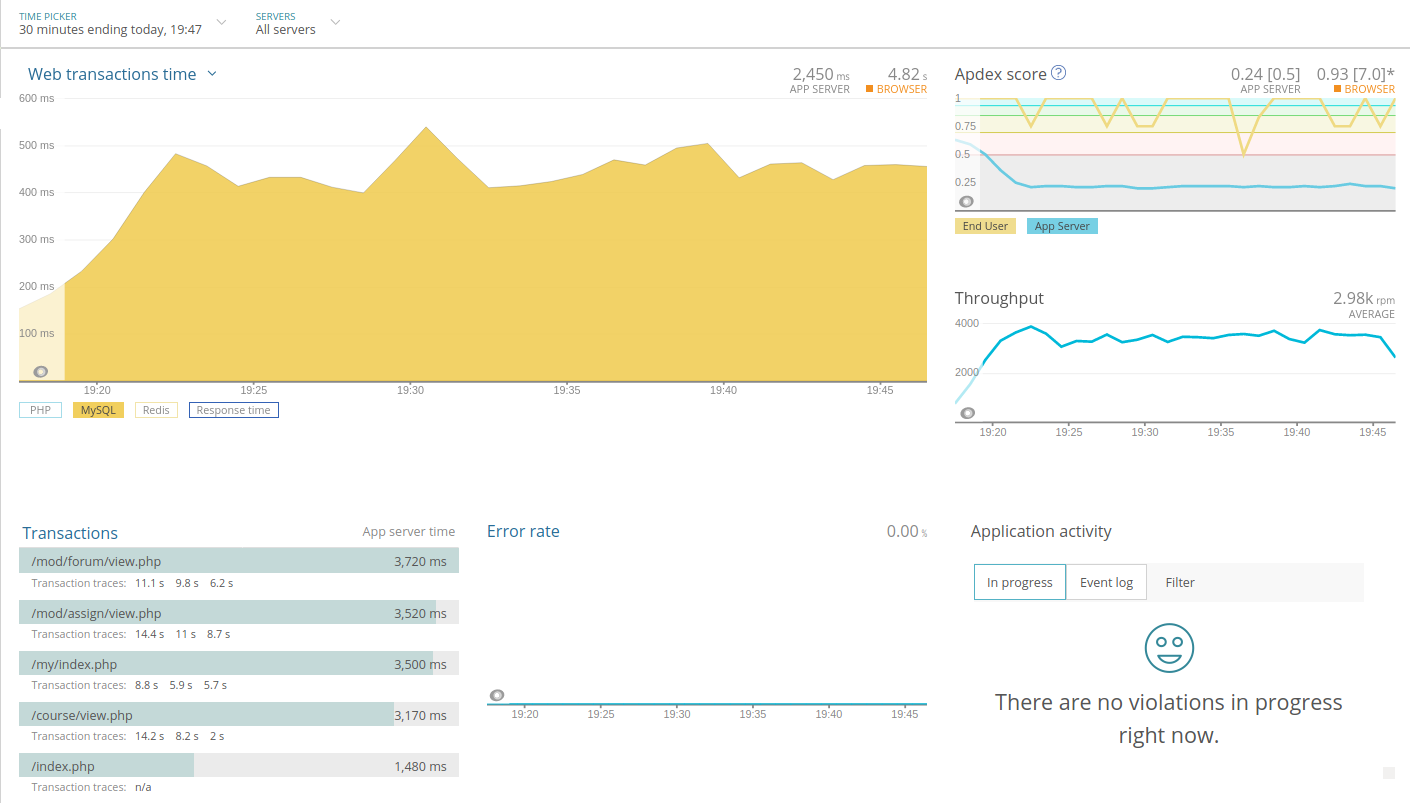 TIME PICKER
30 minutes ending today, 19:47
SERVERS
All servers
Web transactions time
2,450 ms
APP SERVER
4.82 s
BROWSER
600 ms
500 ms
400 ms
300 ms
200 ms
100 ms
19:20 19:25 19:30 19:35 19:40 19:45
PHP MySQL Redis Response time
Apdex score ?
0.24 [0.5]
APP SERVER
0.93 [7.0]*
BROWSER
1
0.75
0.5
0.25
End User App Server
Throughput
2.98k rpm
AVERAGE
4000
2000
19:20 19:25 19:30 19:35 19:40 19:45
Transactions App server time
/mod/forum/view.php 3,720 ms
Transaction traces: 11.1 s 9.8 s 6.2 s
/mod/assign/view.php 3,520 ms
Transaction traces: 14.4 s 11 s 8.7 s
/my/index.php 3,500 ms
Transaction traces: 8.8 s 5.9 s 5.7 s
/course/view.php 3,170 ms
Transaction traces: 14.2 s 8.2 s 2 s
/index.php 1,480 ms
Transaction traces: n/a
Error rate 0.00 %
19:20 19:25 19:30 19:35 19:40 19:45
Application activity
In progress Event log Filter
There are no violations in progress
right now.